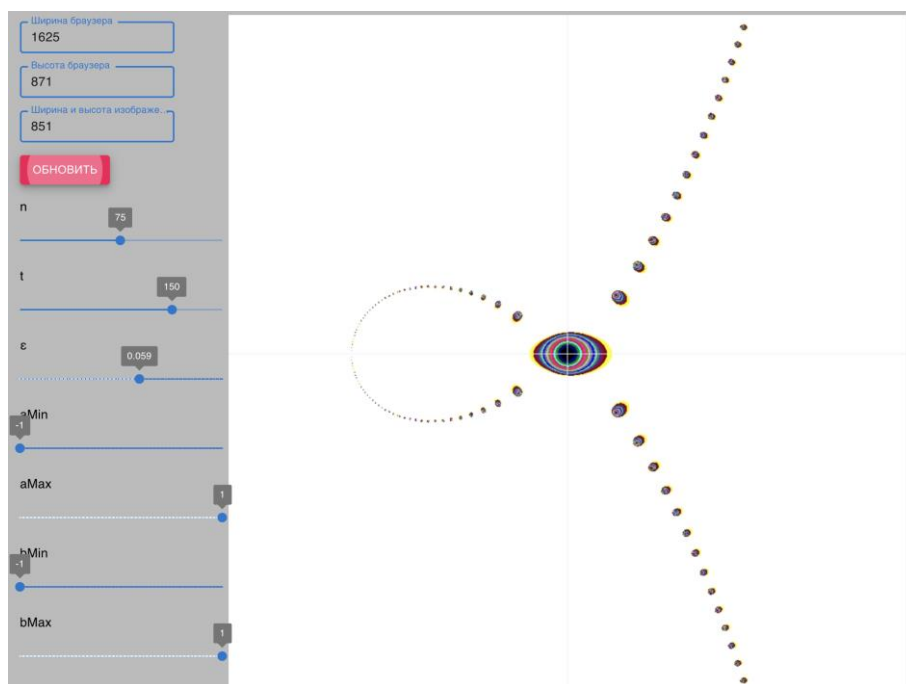 Ширина браузера
1625
Высота браузера
871
Ширина и высота изображе...
851
ОБНОВИТЬ
n
75
t
150
ε
0.059
aMin
-1
aMax
1
bMin
-1
bMax
1